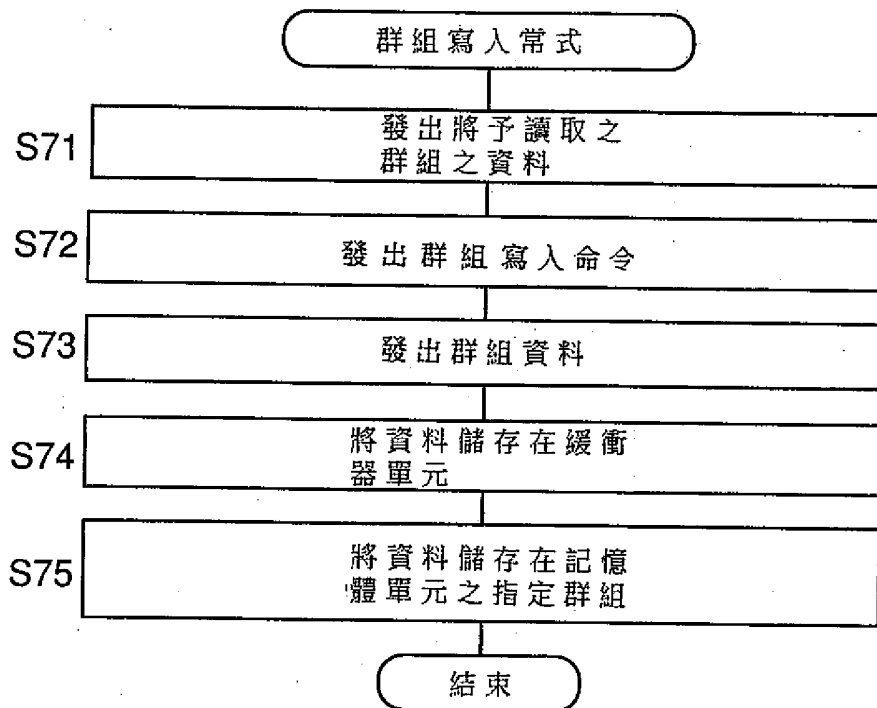 群組寫入常式
S71
發出將予讀取之
群組之資料
S72
發出群組寫入命令
S73
發出群組資料
S74
將資料儲存在緩衝
器單元
S75
將資料儲存在記憶
體單元之指定群組
結束